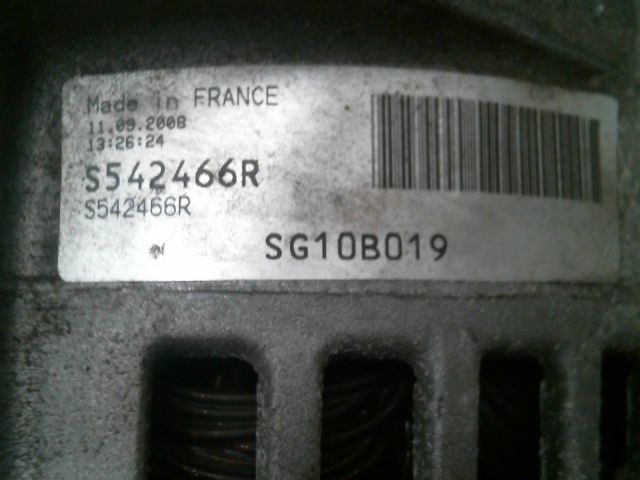 Made in FRANCE
11.09.2008
13:26:24
S542466R
S542466R
SG10B019